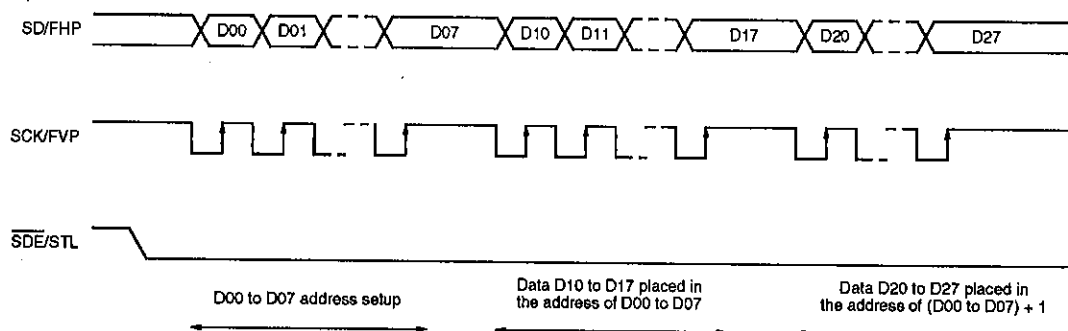 SD/FHP
D00 D01 D07 D10 D11 D17 D20 D27
SCK/FVP
SDE/STL
D00 to D07 address setup
Data D10 to D17 placed in
the address of D00 to D07
Data D20 to D27 placed in
the address of (D00 to D07) + 1